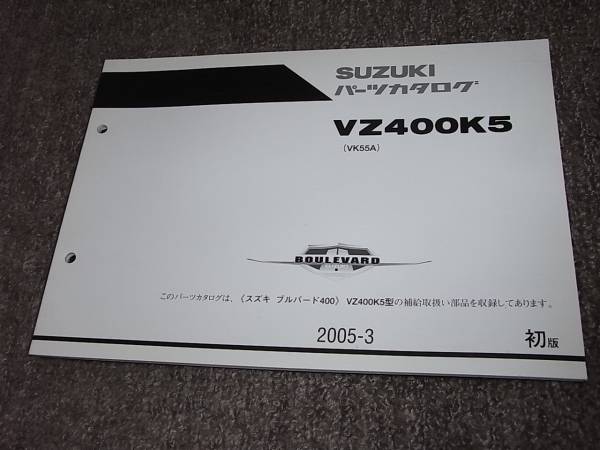 SUZUKI
パーツカタログ
VZ400K5
(VK55A)
BOULEVARD
このパーツカタログは、〈スズキ ブルバード400〉 VZ400K5型の補給取扱い部品を収録してあります。
2005-3
初版